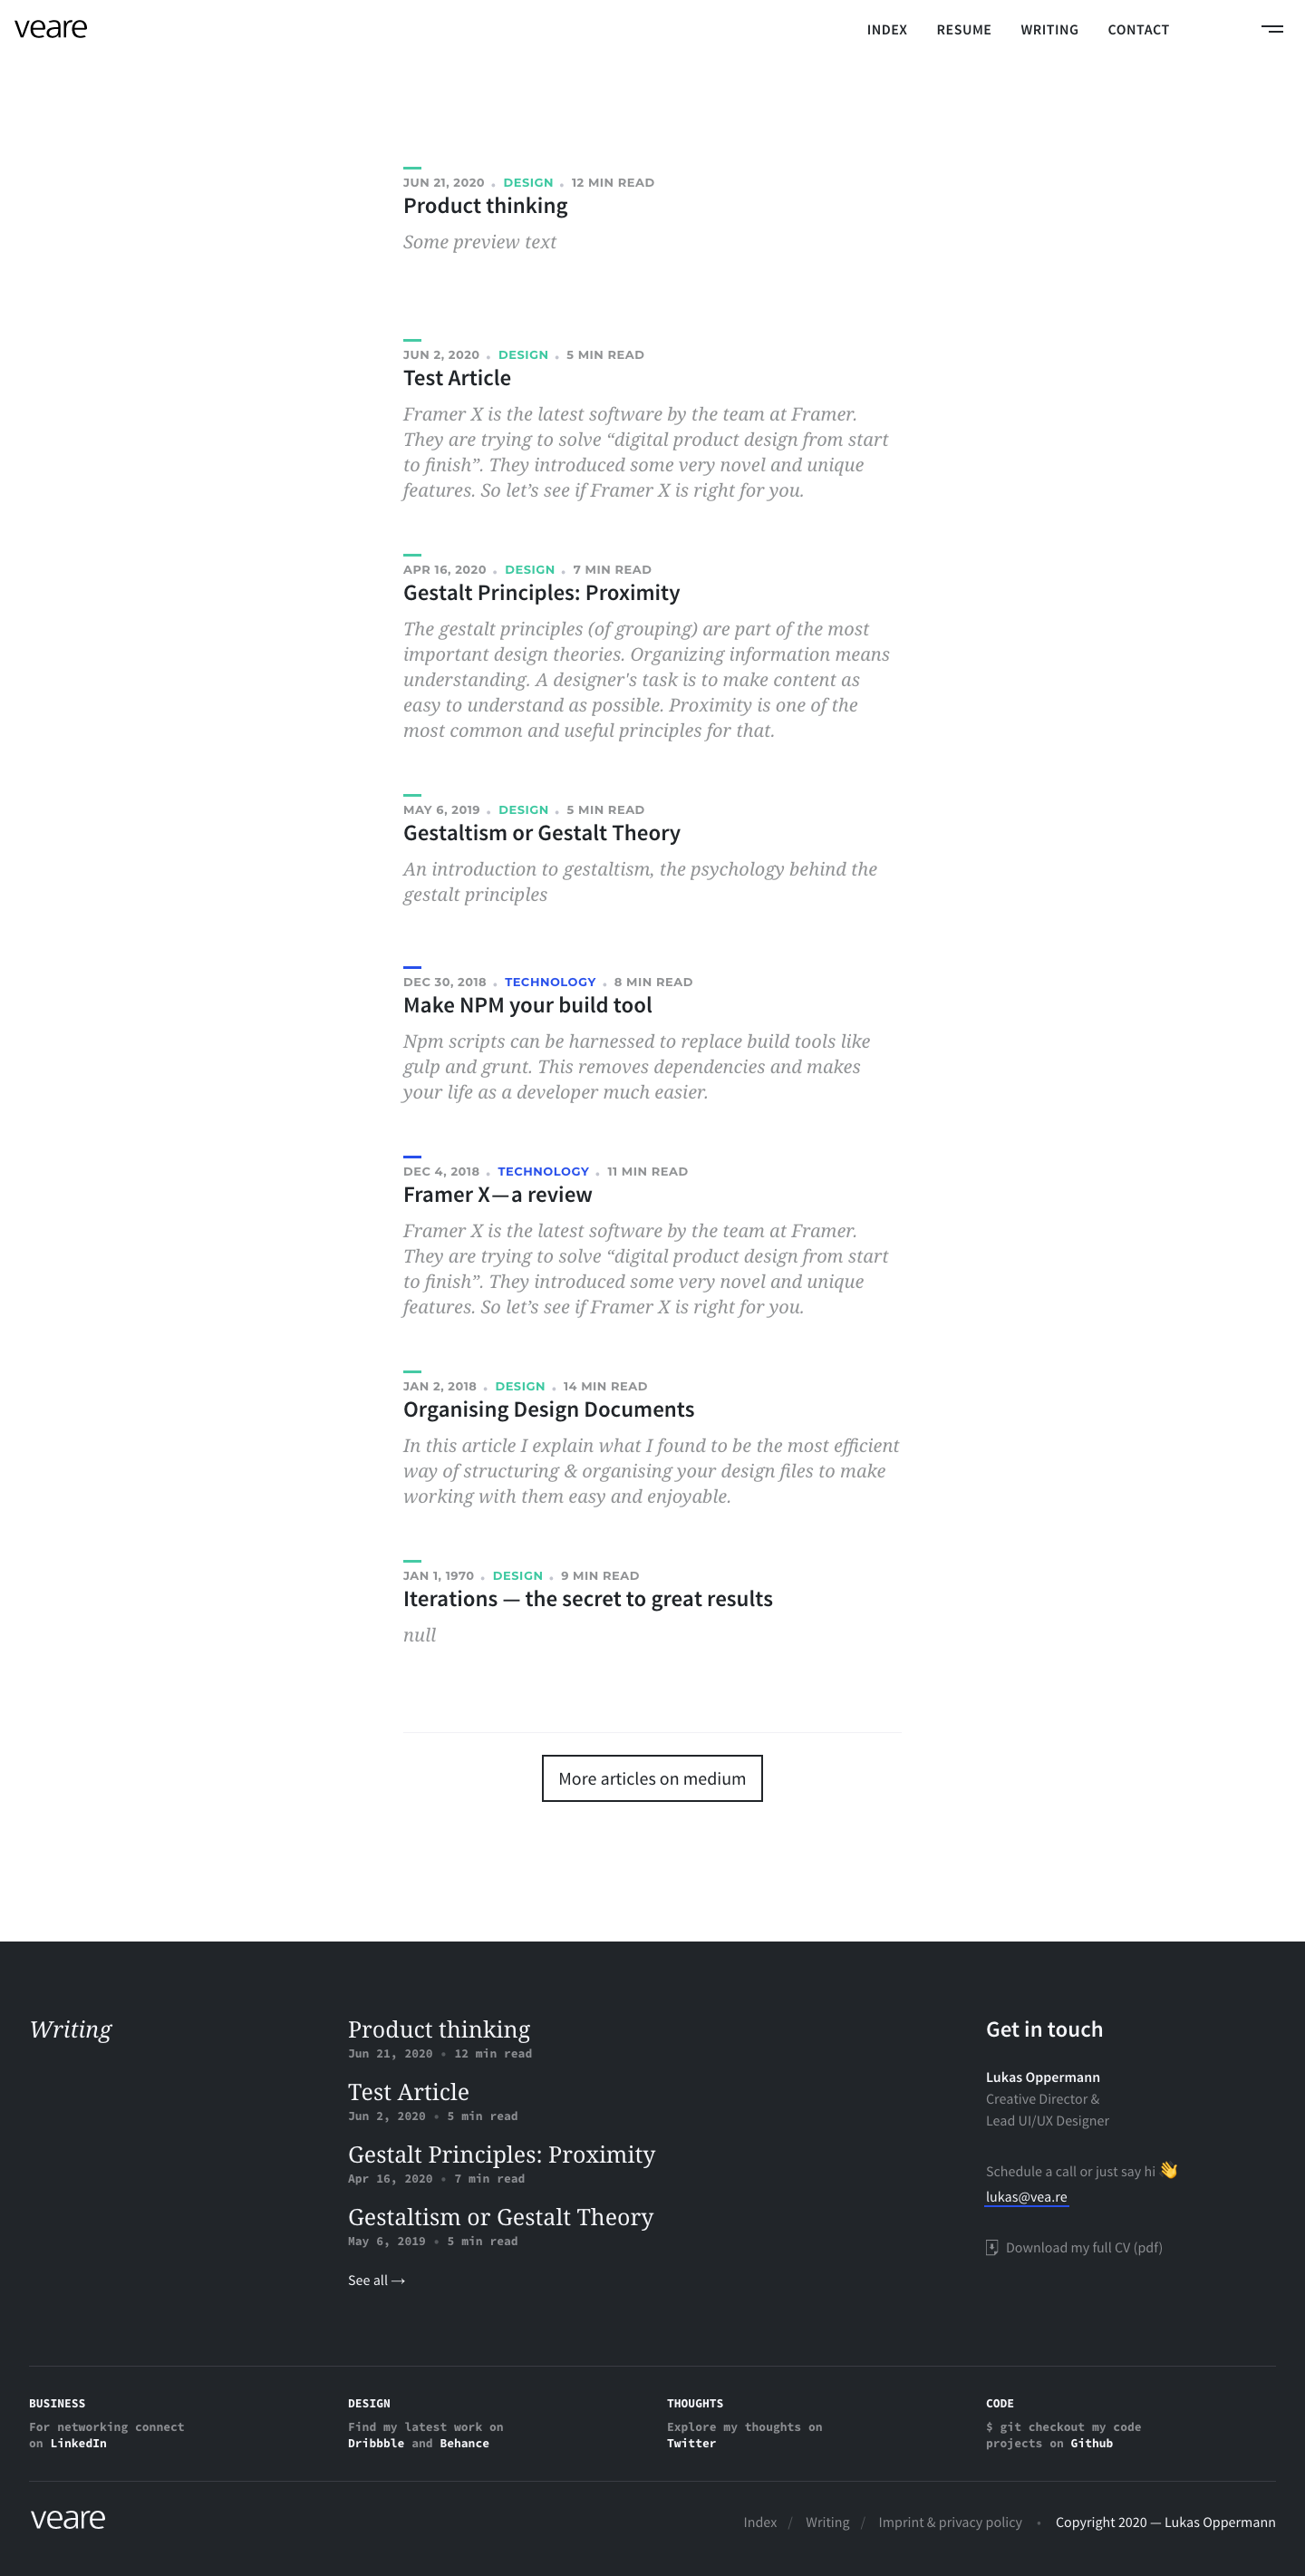 veare
INDEX RESUME WRITING CONTACT
JUN 21, 2020 • DESIGN • 12 MIN READ
Product thinking
Some preview text
JUN 2, 2020 • DESIGN • 5 MIN READ
Test Article
Framer X is the latest software by the team at Framer.
They are trying to solve “digital product design from start
to finish”. They introduced some very novel and unique
features. So let’s see if Framer X is right for you.
APR 16, 2020 • DESIGN • 7 MIN READ
Gestalt Principles: Proximity
The gestalt principles (of grouping) are part of the most
important design theories. Organizing information means
understanding. A designer's task is to make content as
easy to understand as possible. Proximity is one of the
most common and useful principles for that.
MAY 6, 2019 • DESIGN • 5 MIN READ
Gestaltism or Gestalt Theory
An introduction to gestaltism, the psychology behind the
gestalt principles
DEC 30, 2018 • TECHNOLOGY • 8 MIN READ
Make NPM your build tool
Npm scripts can be harnessed to replace build tools like
gulp and grunt. This removes dependencies and makes
your life as a developer much easier.
DEC 4, 2018 • TECHNOLOGY • 11 MIN READ
Framer X—a review
Framer X is the latest software by the team at Framer.
They are trying to solve “digital product design from start
to finish”. They introduced some very novel and unique
features. So let’s see if Framer X is right for you.
JAN 2, 2018 • DESIGN • 14 MIN READ
Organising Design Documents
In this article I explain what I found to be the most efficient
way of structuring & organising your design files to make
working with them easy and enjoyable.
JAN 1, 1970 • DESIGN • 9 MIN READ
Iterations — the secret to great results
null
More articles on medium
Writing
Product thinking
Jun 21, 2020 • 12 min read
Test Article
Jun 2, 2020 • 5 min read
Gestalt Principles: Proximity
Apr 16, 2020 • 7 min read
Gestaltism or Gestalt Theory
May 6, 2019 • 5 min read
See all →
Get in touch
Lukas Oppermann
Creative Director &
Lead UI/UX Designer
Schedule a call or just say hi 👋
lukas@vea.re
Download my full CV (pdf)
BUSINESS
For networking connect
on LinkedIn
DESIGN
Find my latest work on
Dribbble and Behance
THOUGHTS
Explore my thoughts on
Twitter
CODE
$ git checkout my code
projects on Github
veare
Index / Writing / Imprint & privacy policy • Copyright 2020 — Lukas Oppermann